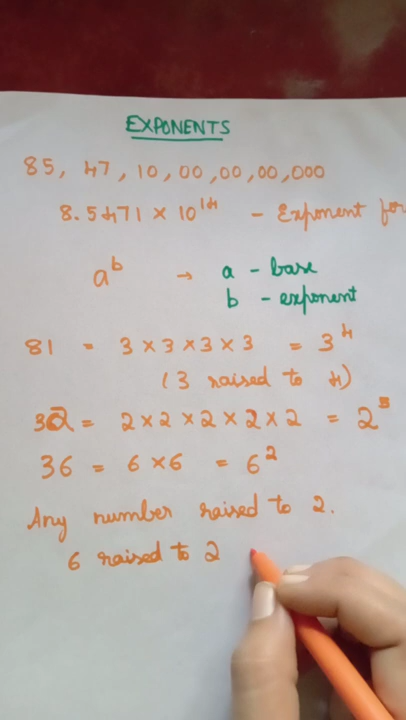 EXPONENTS
85, 47, 10, 00, 00, 00, 000
8.5471 × 10¹⁴ - Exponent for
aᵇ → a - base
b - exponent
81 = 3 × 3 × 3 × 3 = 3⁴
(3 raised to 4)
32 = 2 × 2 × 2 × 2 × 2 = 2⁵
36 = 6 × 6 = 6²
Any number raised to 2.
6 raised to 2